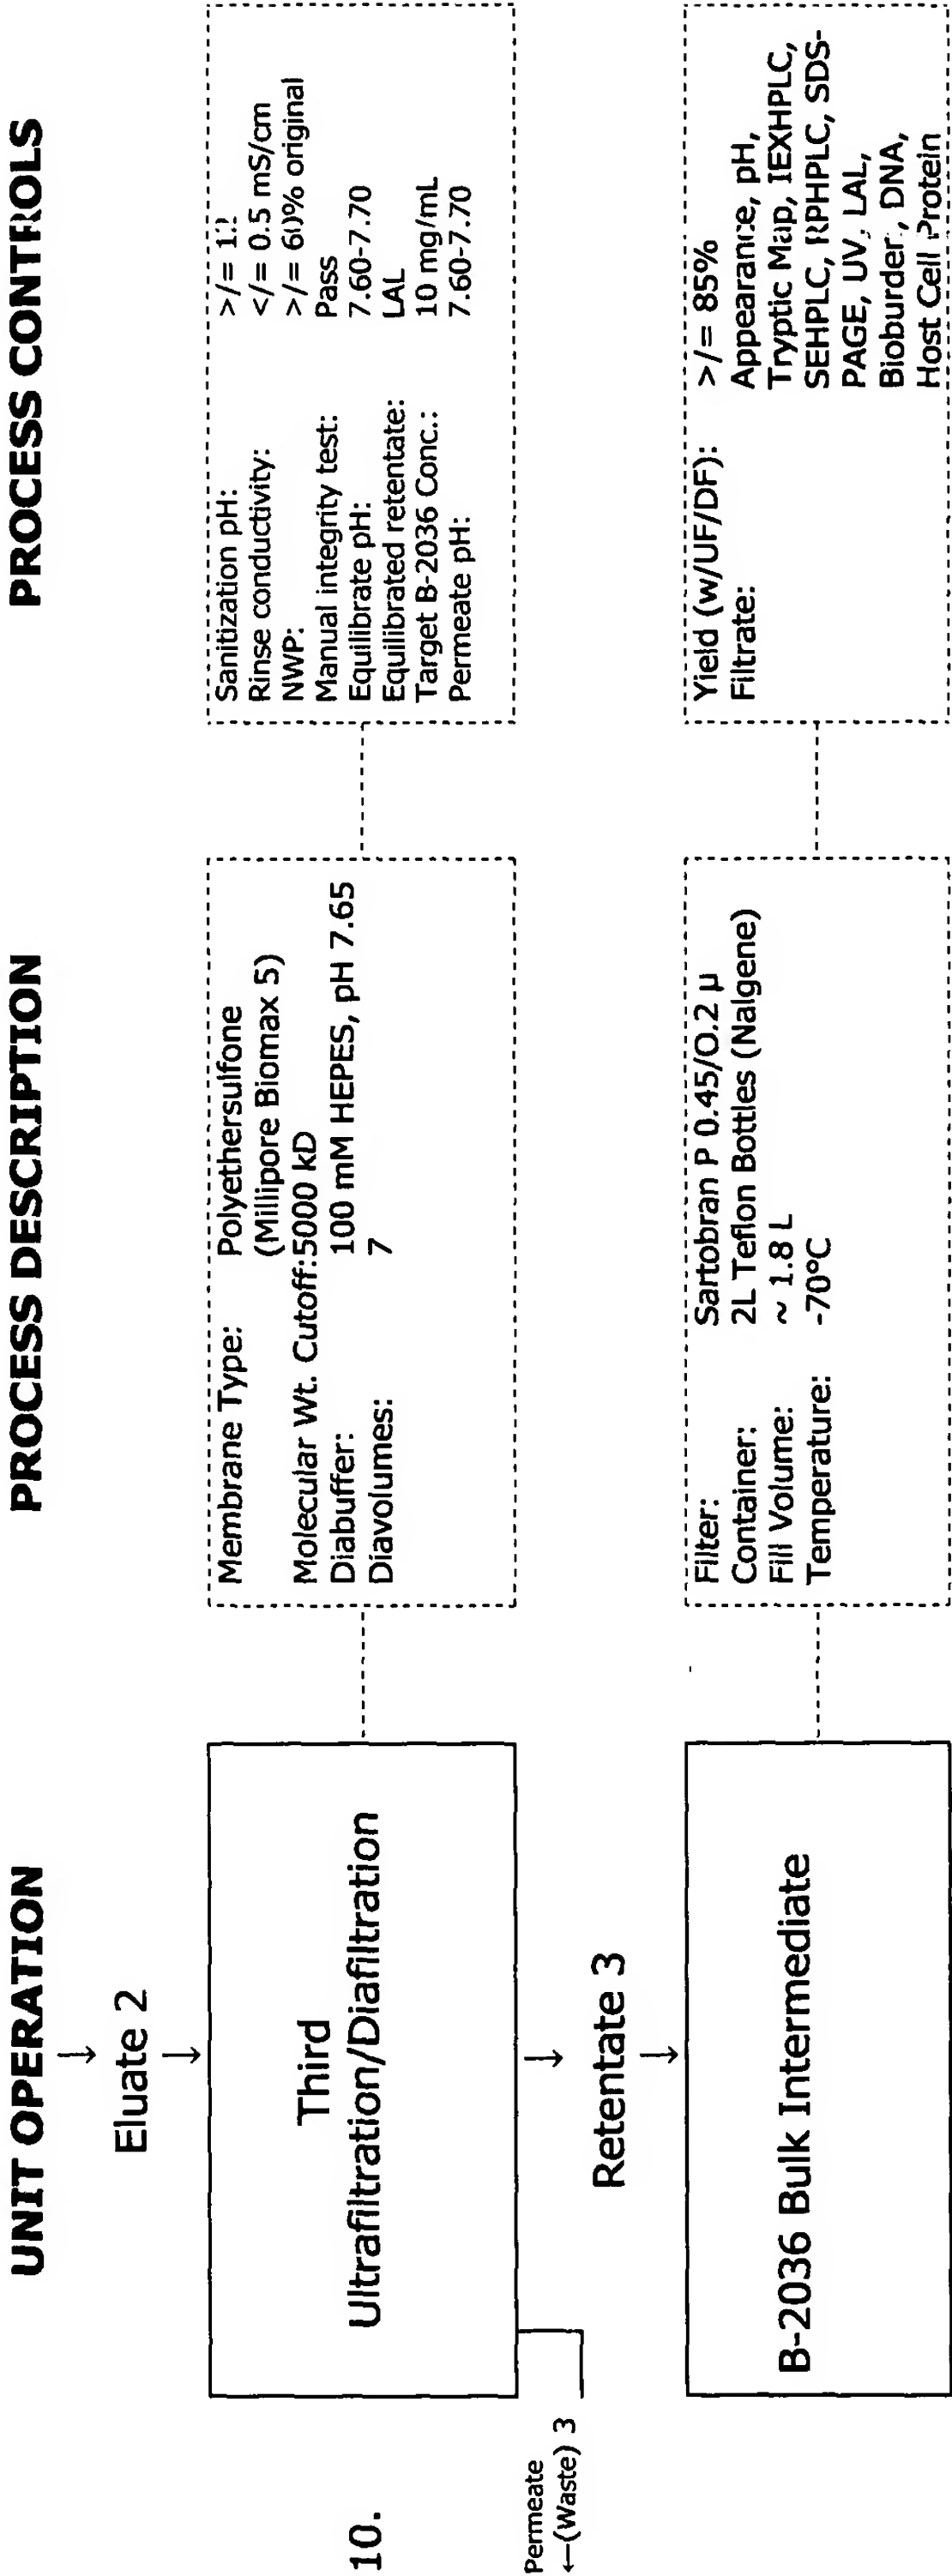 UNIT OPERATION
PROCESS DESCRIPTION
PROCESS CONTROLS
↓
Eluate 2
↓
10.
Third
Ultrafiltration/Diafiltration
Membrane Type: Polyethersulfone
(Millipore Biomax 5)
Molecular Wt. Cutoff:5000 kD
Diabuffer: 100 mM HEPES, pH 7.65
Diavolumes: 7
Sanitization pH: >/=
Rinse conductivity: </= 0.5 mS/cm
NWP: >/= 60% original
Manual integrity test: Pass
Equilibrate pH: 7.60-7.70
Equilibrated retentate: LAL
Target B-2036 Conc.: 10 mg/mL
Permeate pH: 7.60-7.70
Permeate
←(Waste) 3
↓
Retentate 3
↓
B-2036 Bulk Intermediate
Filter: Sartobran P 0.45/0.2 µ
Container: 2L Teflon Bottles (Nalgene)
Fill Volume: ~ 1.8 L
Temperature: -70°C
Yield (w/UF/DF): >/= 85%
Filtrate: Appearance, pH,
Tryptic Map, IEXHPLC,
SEHPLC, RPHPLC, SDS-
PAGE, UV, LAL,
Bioburden, DNA,
Host Cell Protein